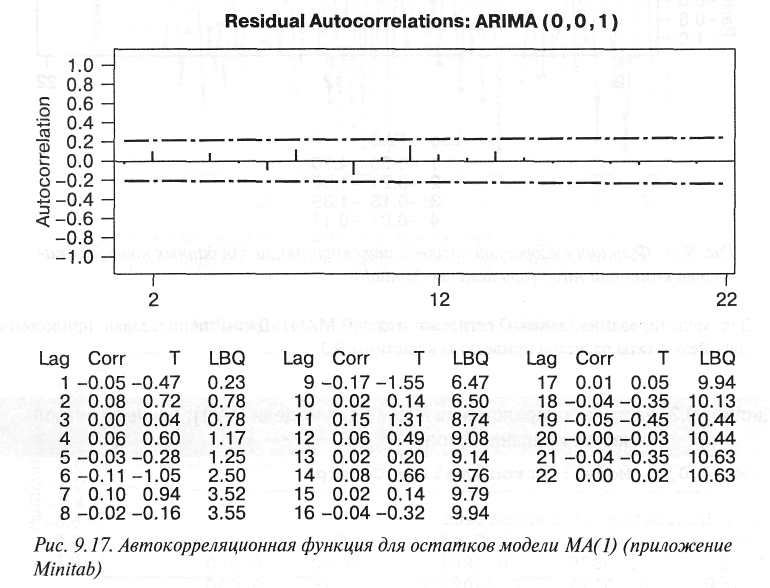 Residual Autocorrelations: ARIMA (0,0,1)
1.0
0.8
0.6
0.4
0.2
0.0
-0.2
-0.4
-0.6
-0.8
-1.0
Autocorrelation
2 12 22
Lag Corr T LBQ Lag Corr T LBQ Lag Corr T LBQ
1 -0.05 -0.47 0.23 9 -0.17 -1.55 6.47 17 0.01 0.05 9.94
2 0.08 0.72 0.78 10 0.02 0.14 6.50 18 -0.04 -0.35 10.13
3 0.00 0.04 0.78 11 0.15 1.31 8.74 19 -0.05 -0.45 10.44
4 0.06 0.60 1.17 12 0.06 0.49 9.08 20 -0.00 -0.03 10.44
5 -0.03 -0.28 1.25 13 0.02 0.20 9.14 21 -0.04 -0.35 10.63
6 -0.11 -1.05 2.50 14 0.08 0.66 9.76 22 0.00 0.02 10.63
7 0.10 0.94 3.52 15 0.02 0.14 9.79
8 -0.02 -0.16 3.55 16 -0.04 -0.32 9.94
Рис. 9.17. Автокорреляционная функция для остатков модели MA(1) (приложение
Minitab)